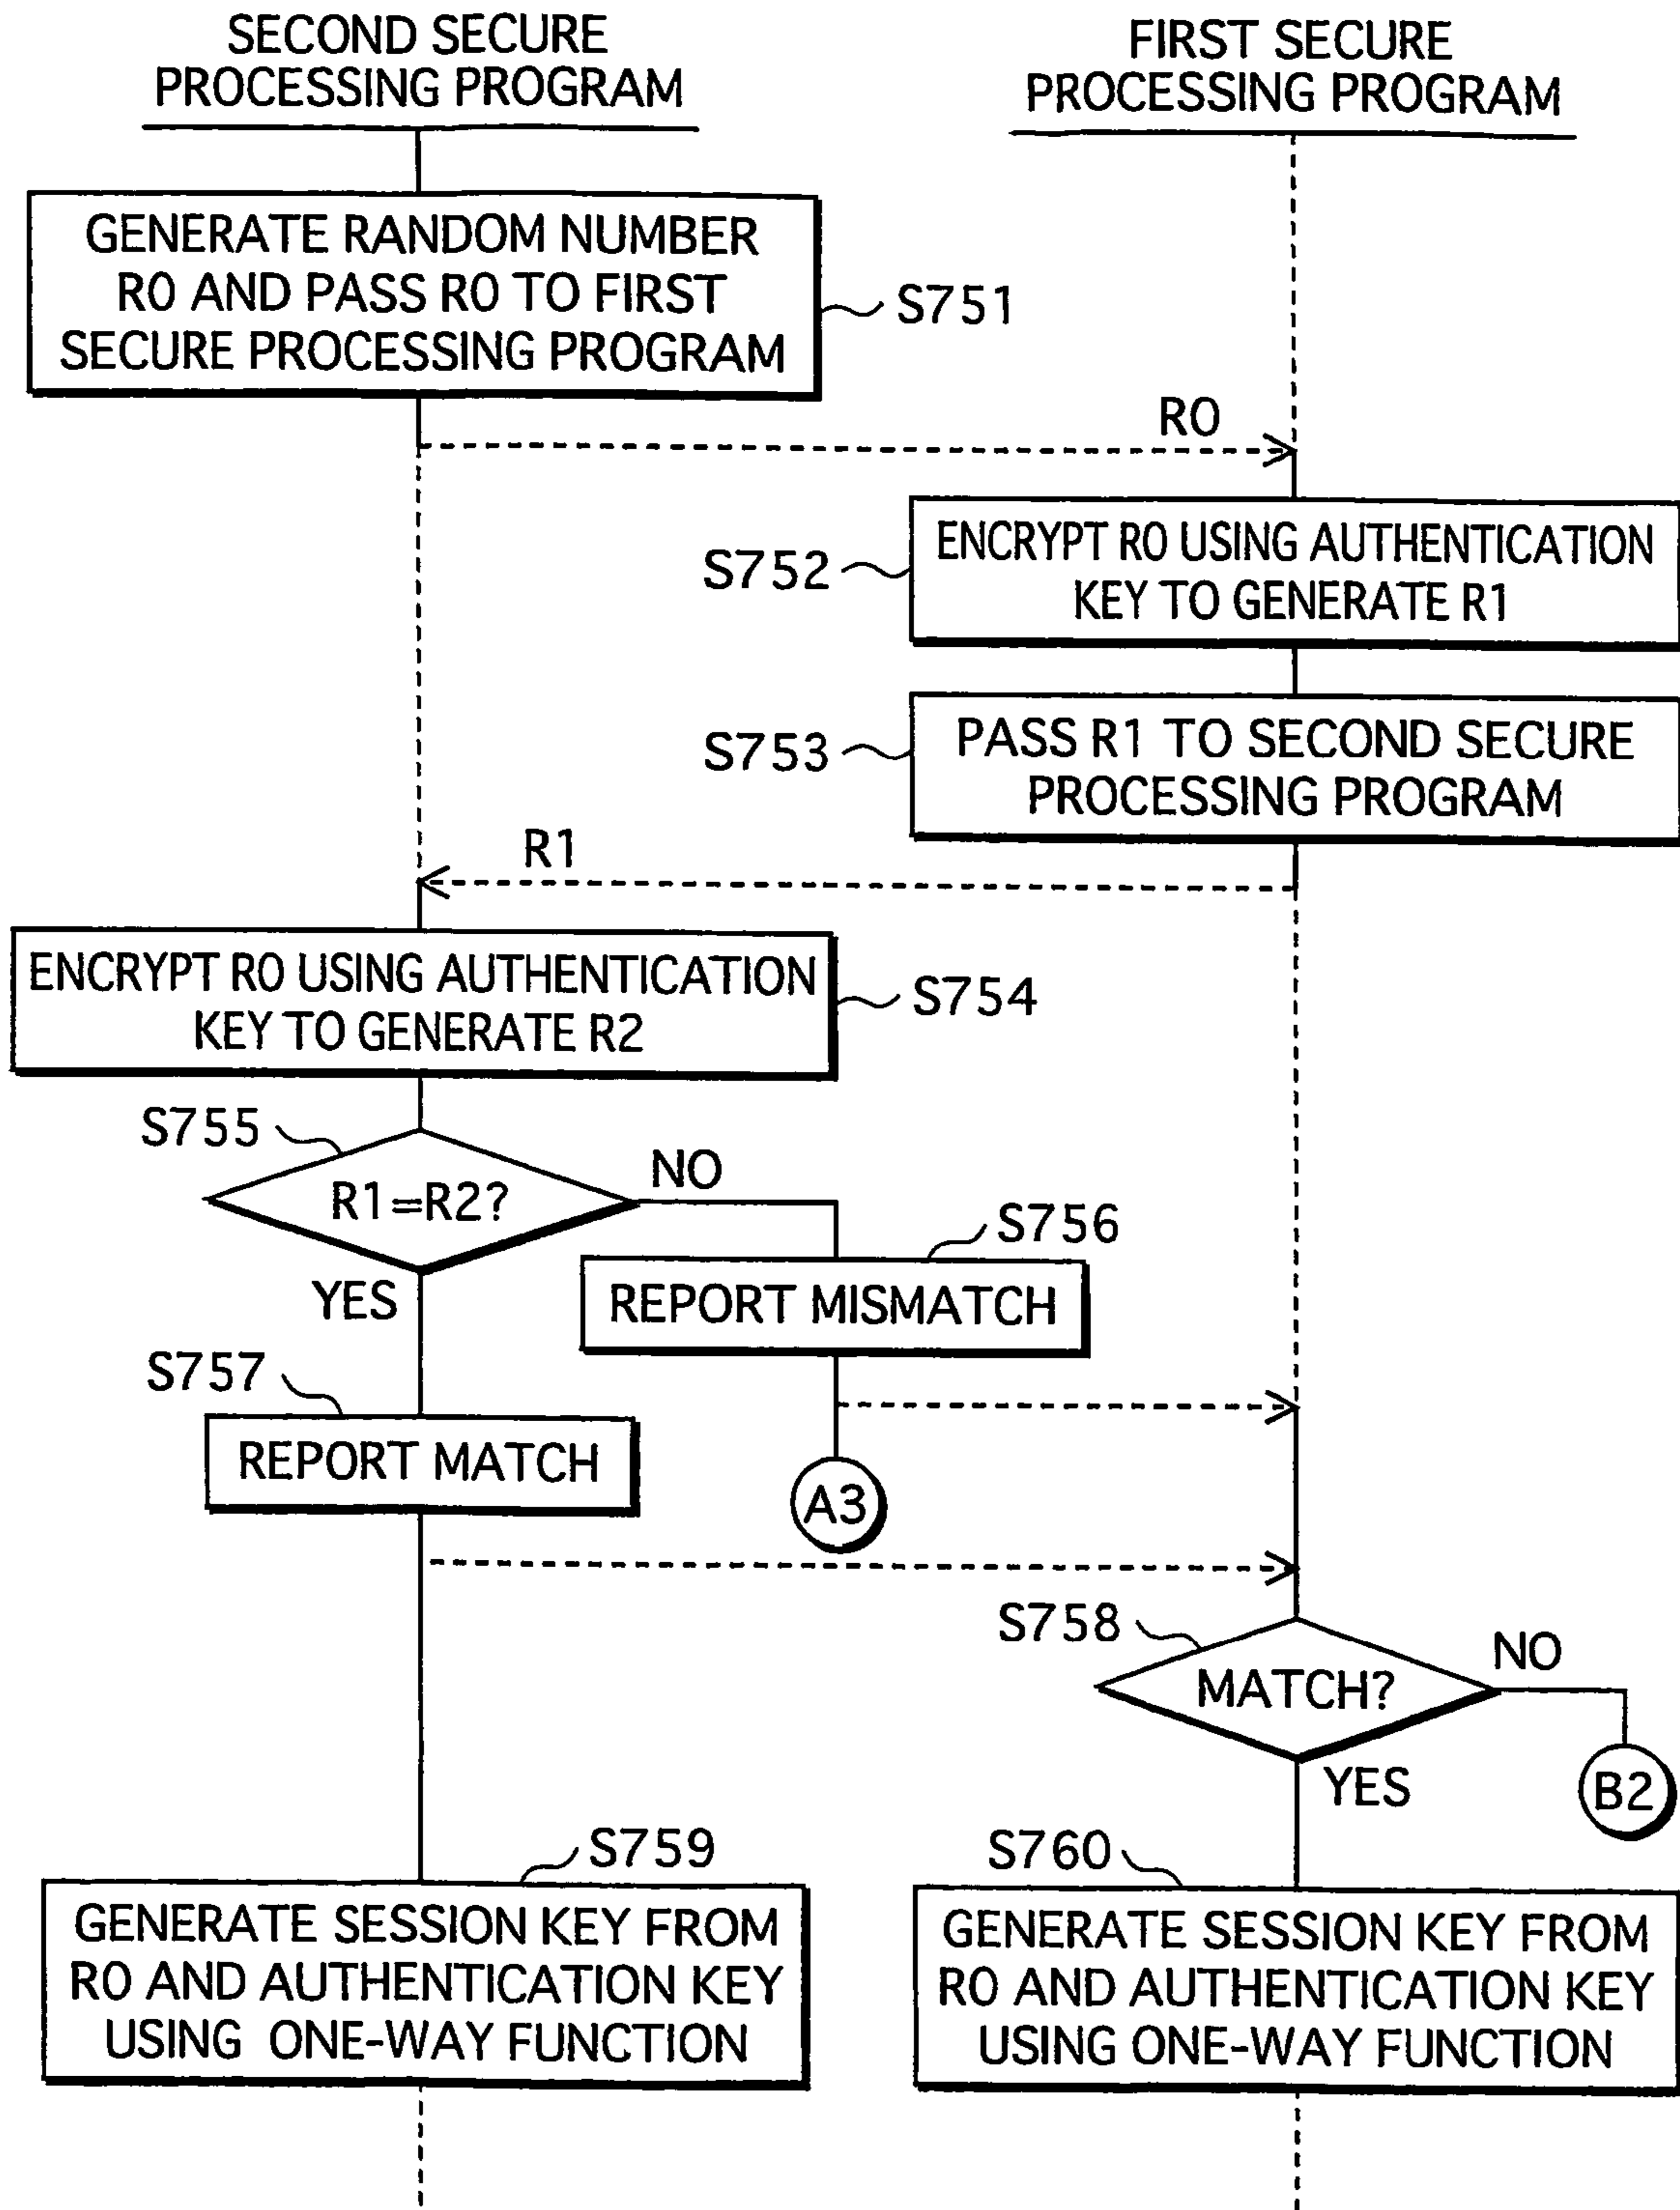 SECOND SECURE
PROCESSING PROGRAM
FIRST SECURE
PROCESSING PROGRAM
GENERATE RANDOM NUMBER
R0 AND PASS R0 TO FIRST
SECURE PROCESSING PROGRAM
S751
R0
S752
ENCRYPT R0 USING AUTHENTICATION
KEY TO GENERATE R1
S753
PASS R1 TO SECOND SECURE
PROCESSING PROGRAM
R1
ENCRYPT R0 USING AUTHENTICATION
KEY TO GENERATE R2
S754
S755
R1=R2?
NO
YES
S756
REPORT MISMATCH
S757
REPORT MATCH
A3
S758
MATCH?
NO
YES
B2
S759
GENERATE SESSION KEY FROM
R0 AND AUTHENTICATION KEY
USING ONE-WAY FUNCTION
S760
GENERATE SESSION KEY FROM
R0 AND AUTHENTICATION KEY
USING ONE-WAY FUNCTION